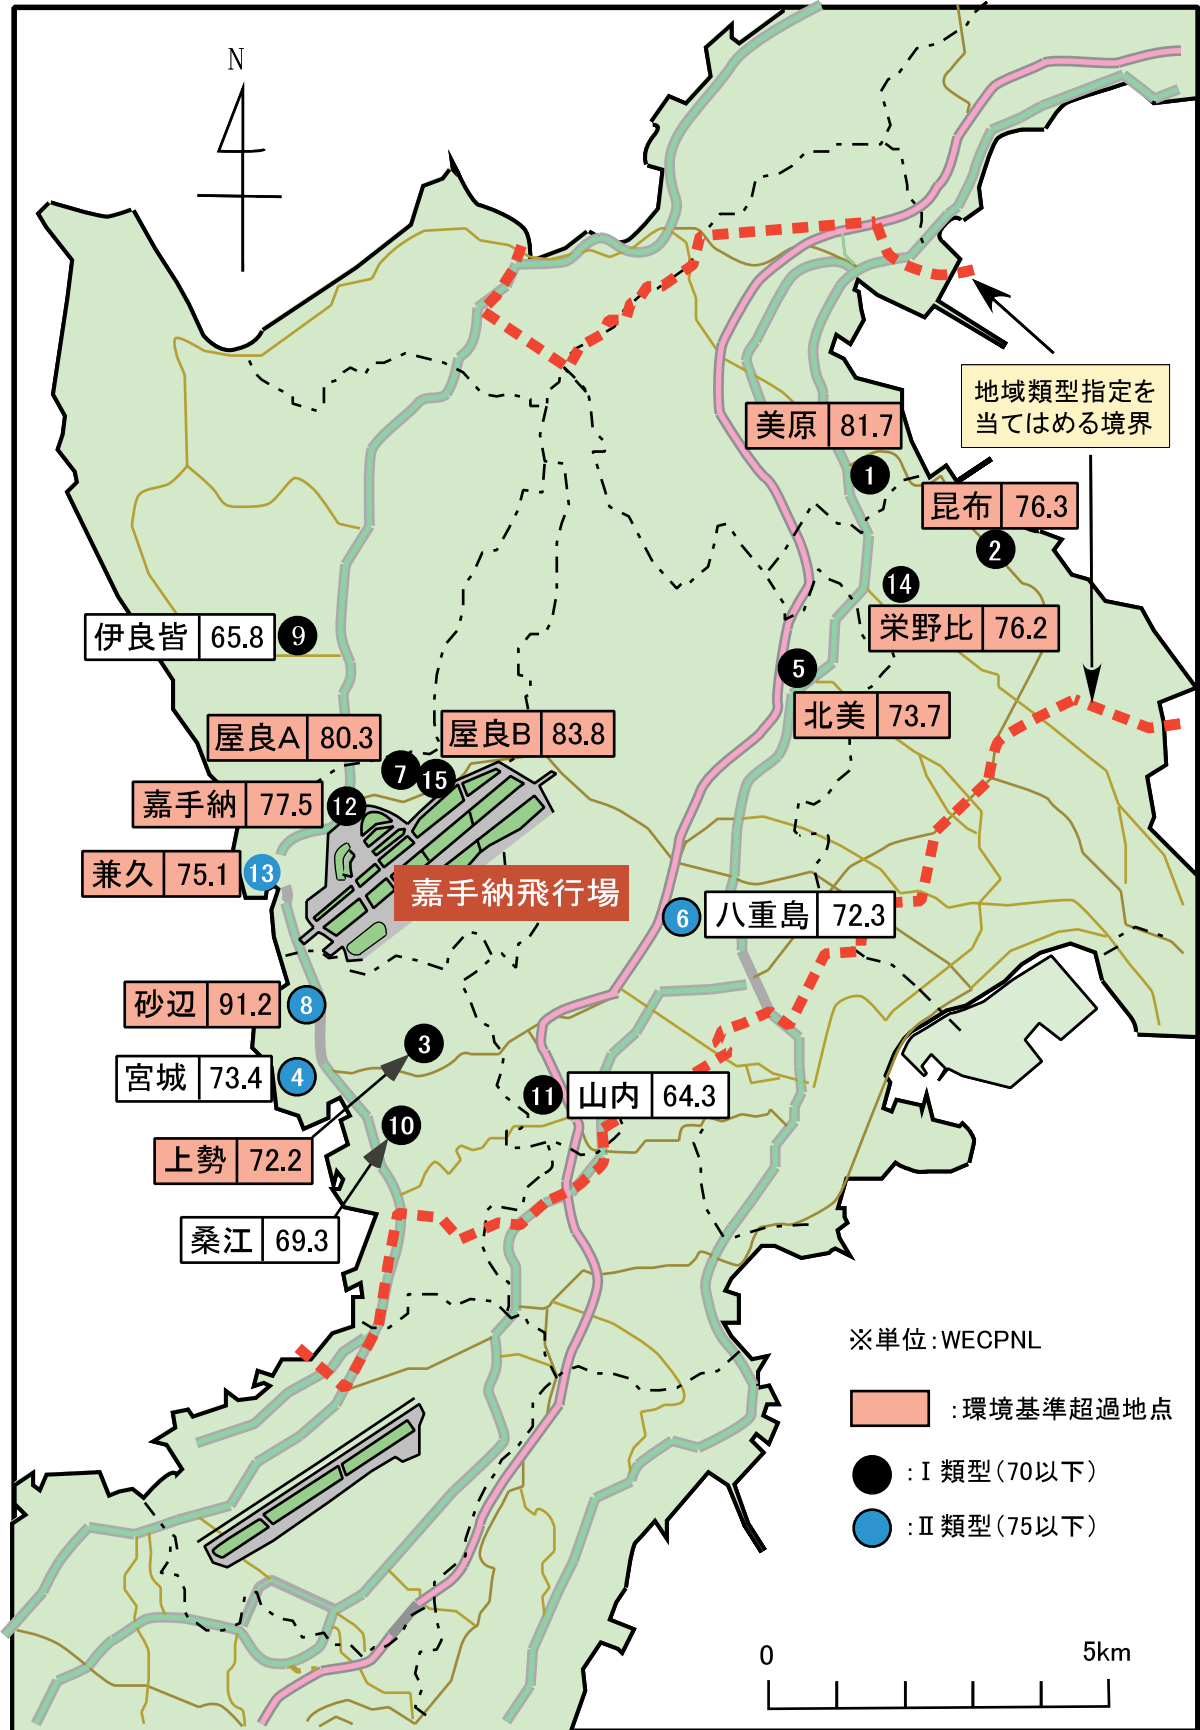 N
地域類型指定を
当てはめる境界
美原 81.7
1
昆布 76.3
2
14
栄野比 76.2
伊良皆 65.8
9
5
北美 73.7
屋良A 80.3
屋良B 83.8
7
15
嘉手納 77.5
12
兼久 75.1
13
嘉手納飛行場
6
八重島 72.3
砂辺 91.2
8
3
宮城 73.4
4
11
山内 64.3
10
上勢 72.2
桑江 69.3
※単位:WECPNL
:環境基準超過地点
:Ⅰ類型(70以下)
:Ⅱ類型(75以下)
0 5km